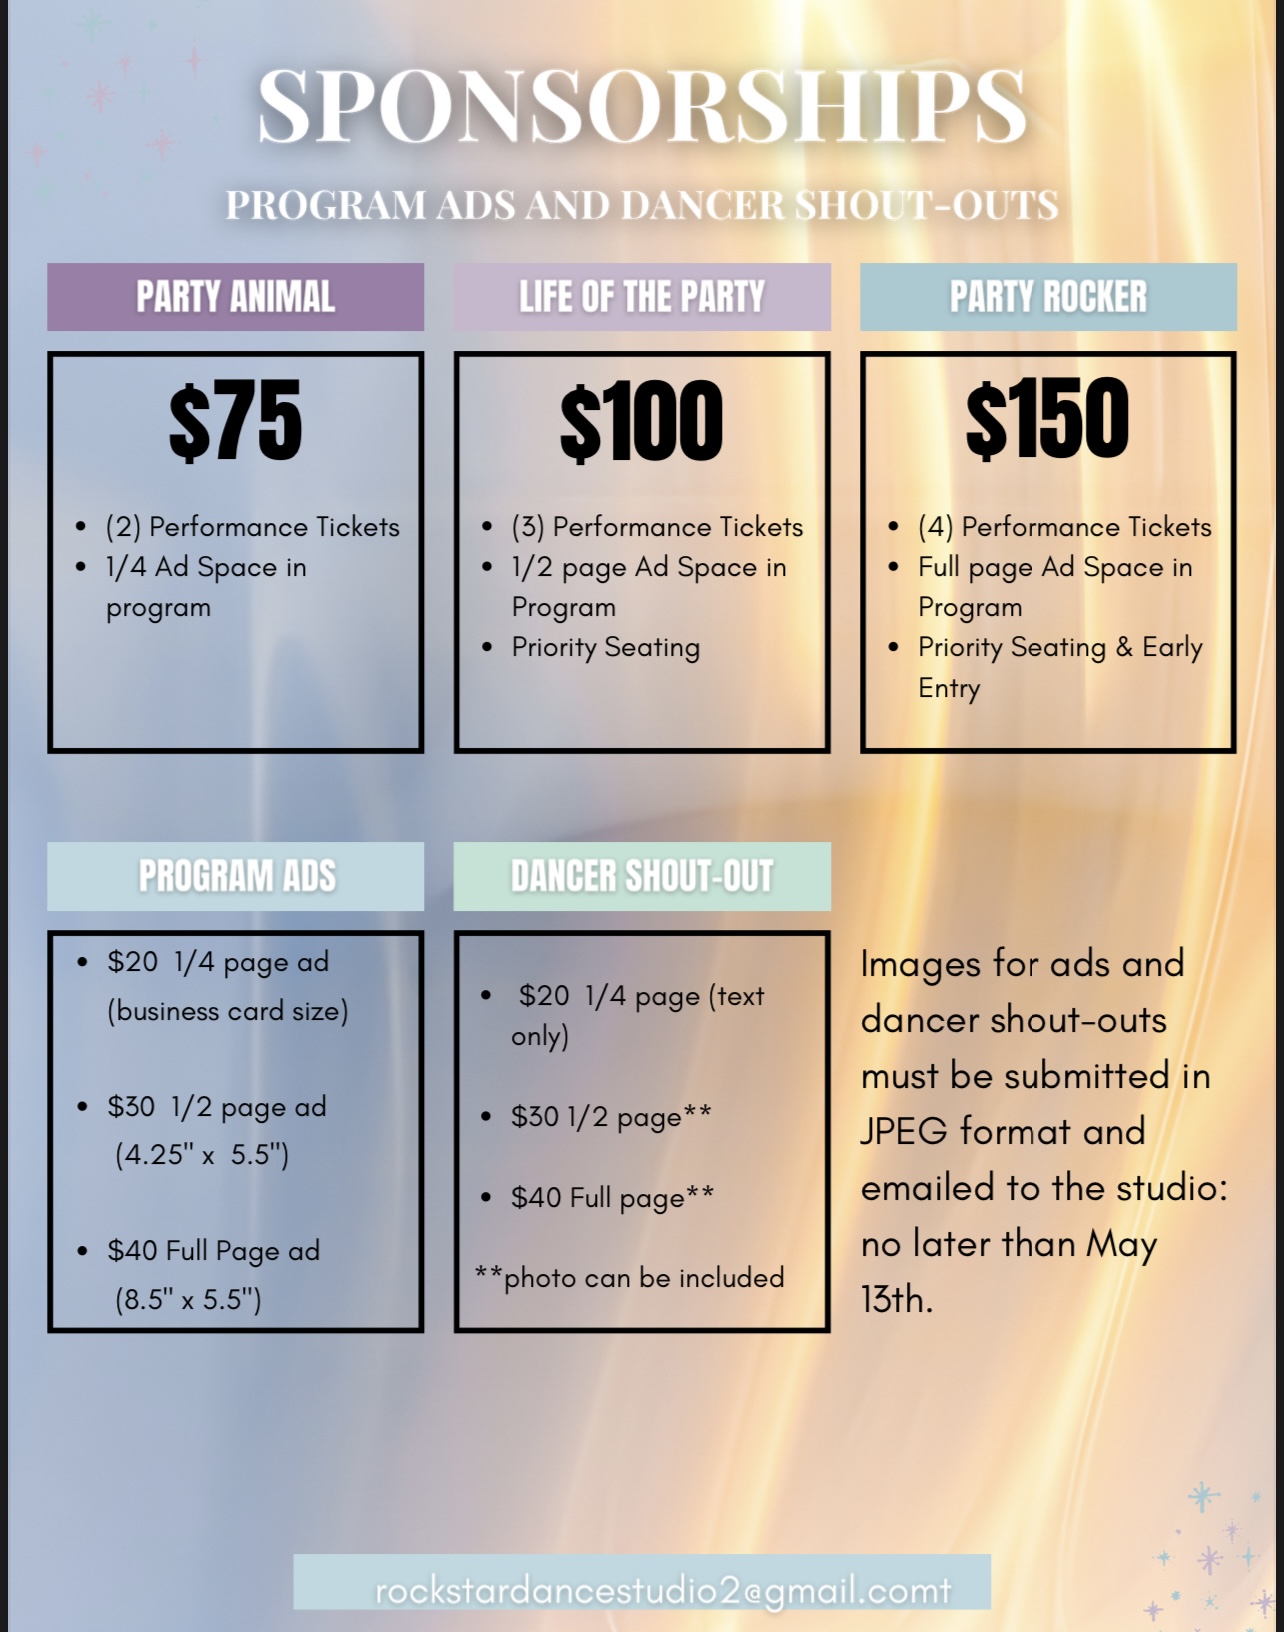 SPONSORSHIPS
PROGRAM ADS AND DANCER SHOUT-OUTS
PARTY ANIMAL
$75
• (2) Performance Tickets
• 1/4 Ad Space in
program
LIFE OF THE PARTY
$100
• (3) Performance Tickets
• 1/2 page Ad Space in
Program
• Priority Seating
PARTY ROCKER
$150
• (4) Performance Tickets
• Full page Ad Space in
Program
• Priority Seating & Early
Entry
PROGRAM ADS
• $20 1/4 page ad
(business card size)
• $30 1/2 page ad
(4.25" x 5.5")
• $40 Full Page ad
(8.5" x 5.5")
DANCER SHOUT-OUT
• $20 1/4 page (text
only)
• $30 1/2 page**
• $40 Full page**
**photo can be included
Images for ads and
dancer shout-outs
must be submitted in
JPEG format and
emailed to the studio:
no later than May
13th.
rockstardancestudio2@gmail.comt